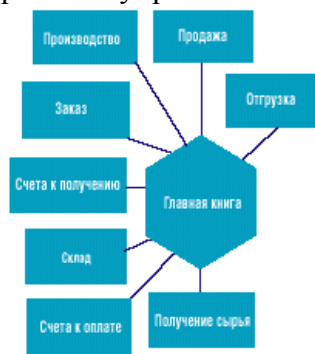 Производство
Продажа
Заказ
Отгрузка
Счета к получению
Главная книга
Склад
Счета к оплате
Получение сырья